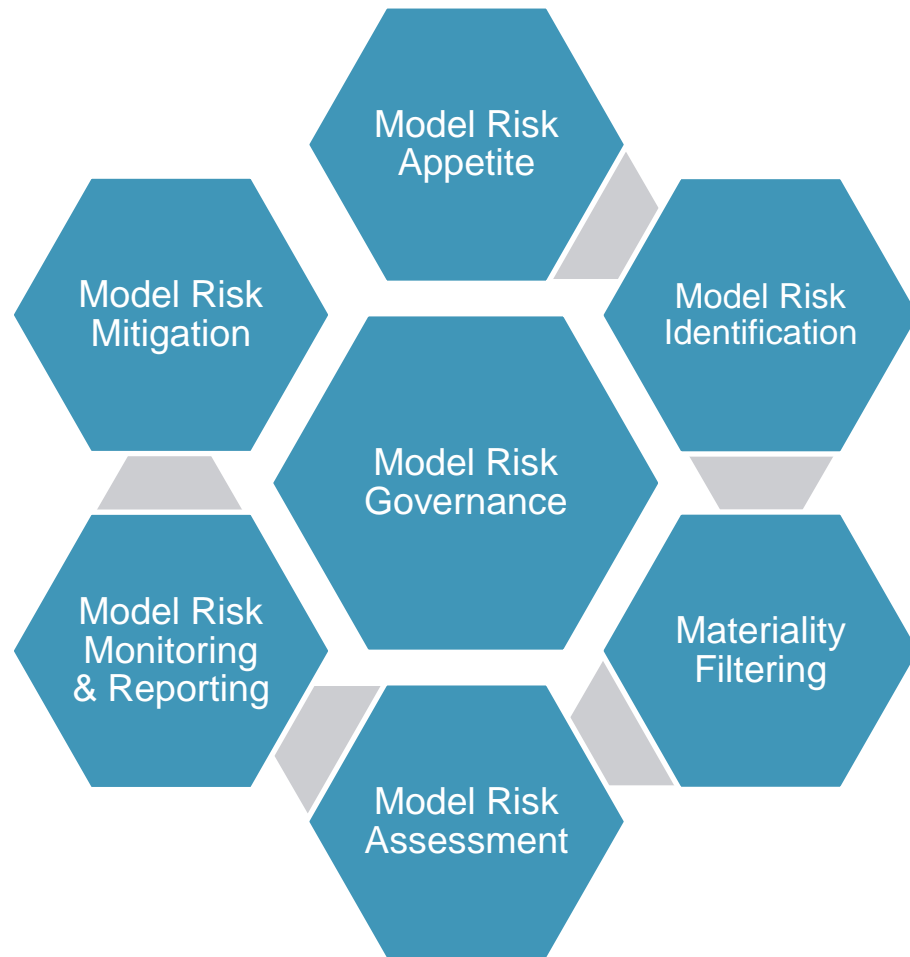 Model Risk
Appetite
Model Risk
Identification
Materiality
Filtering
Model Risk
Assessment
Model Risk
Monitoring
& Reporting
Model Risk
Mitigation
Model Risk
Governance